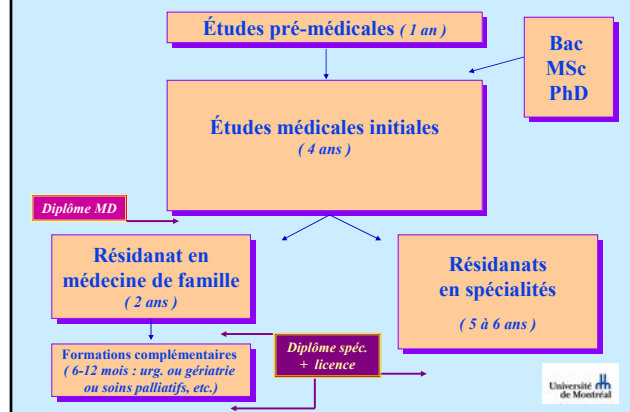 Études pré-médicales ( 1 an )
Bac
MSc
PhD
Études médicales initiales
( 4 ans )
Diplôme MD
Résidanat en
médecine de famille
( 2 ans )
Résidanats
en spécialités
( 5 à 6 ans )
Formations complémentaires
( 6-12 mois : urg. ou gériatrie
ou soins palliatifs, etc.)
Diplôme spéc.
+ licence
Université
de Montréal